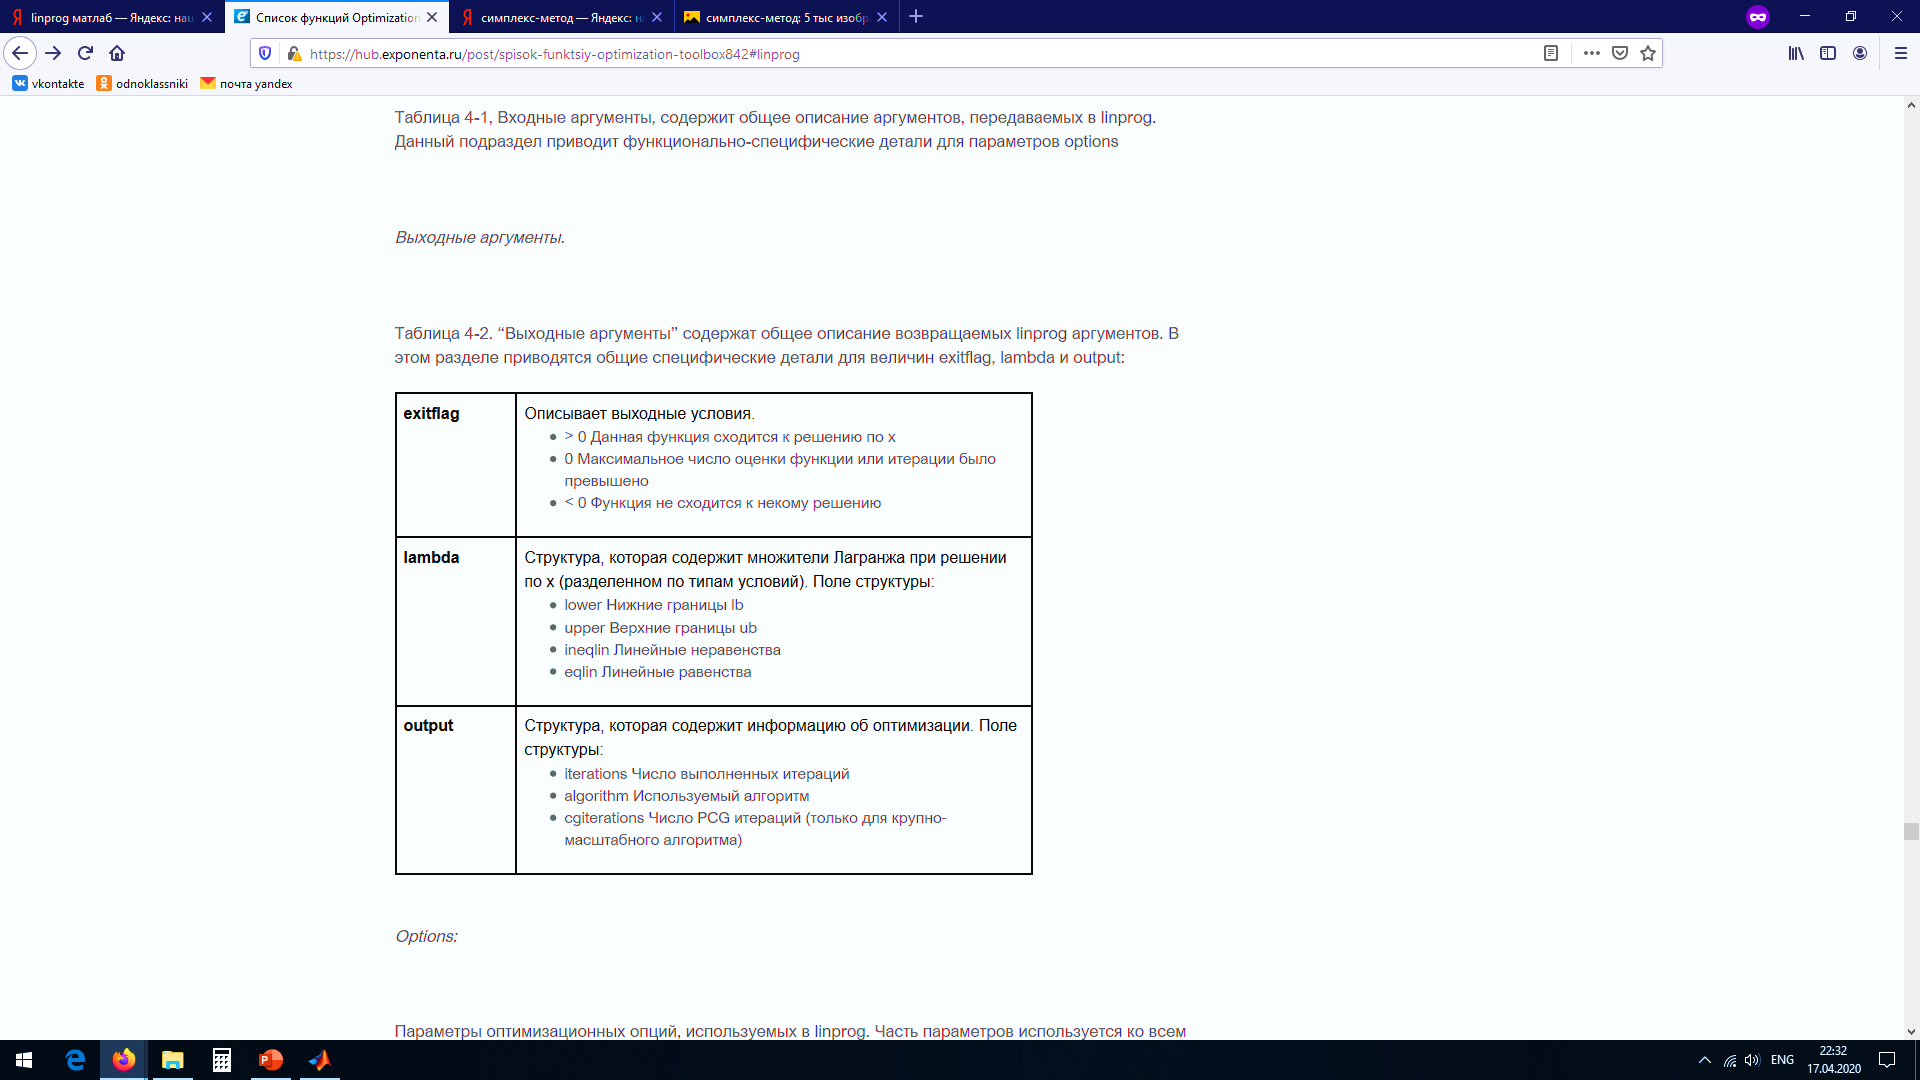 linprog матлаб — Яндекс: наш
Список функций Optimization
симплекс-метод — Яндекс: н
симплекс-метод: 5 тыс изобр
https://hub.exponenta.ru/post/spisok-funktsiy-optimization-toolbox842#linprog
vkontakte
odnoklassniki
почта yandex
Таблица 4-1, Входные аргументы, содержит общее описание аргументов, передаваемых в linprog.
Данный подраздел приводит функционально-специфические детали для параметров options
Выходные аргументы.
Таблица 4-2. “Выходные аргументы” содержат общее описание возвращаемых linprog аргументов. В
этом разделе приводятся общие специфические детали для величин exitflag, lambda и output:
exitflag
Описывает выходные условия.
> 0 Данная функция сходится к решению по x
0 Максимальное число оценки функции или итерации было
превышено
< 0 Функция не сходится к некому решению
lambda
Структура, которая содержит множители Лагранжа при решении
по x (разделенном по типам условий). Поле структуры:
lower Нижние границы lb
upper Верхние границы ub
ineqlin Линейные неравенства
eqlin Линейные равенства
output
Структура, которая содержит информацию об оптимизации. Поле
структуры:
iterations Число выполненных итераций
algorithm Используемый алгоритм
cgiterations Число PCG итераций (только для крупно-
масштабного алгоритма)
Options:
Параметры оптимизационных опций, используемых в linprog. Часть параметров используется ко всем
ENG
22:32
17.04.2020